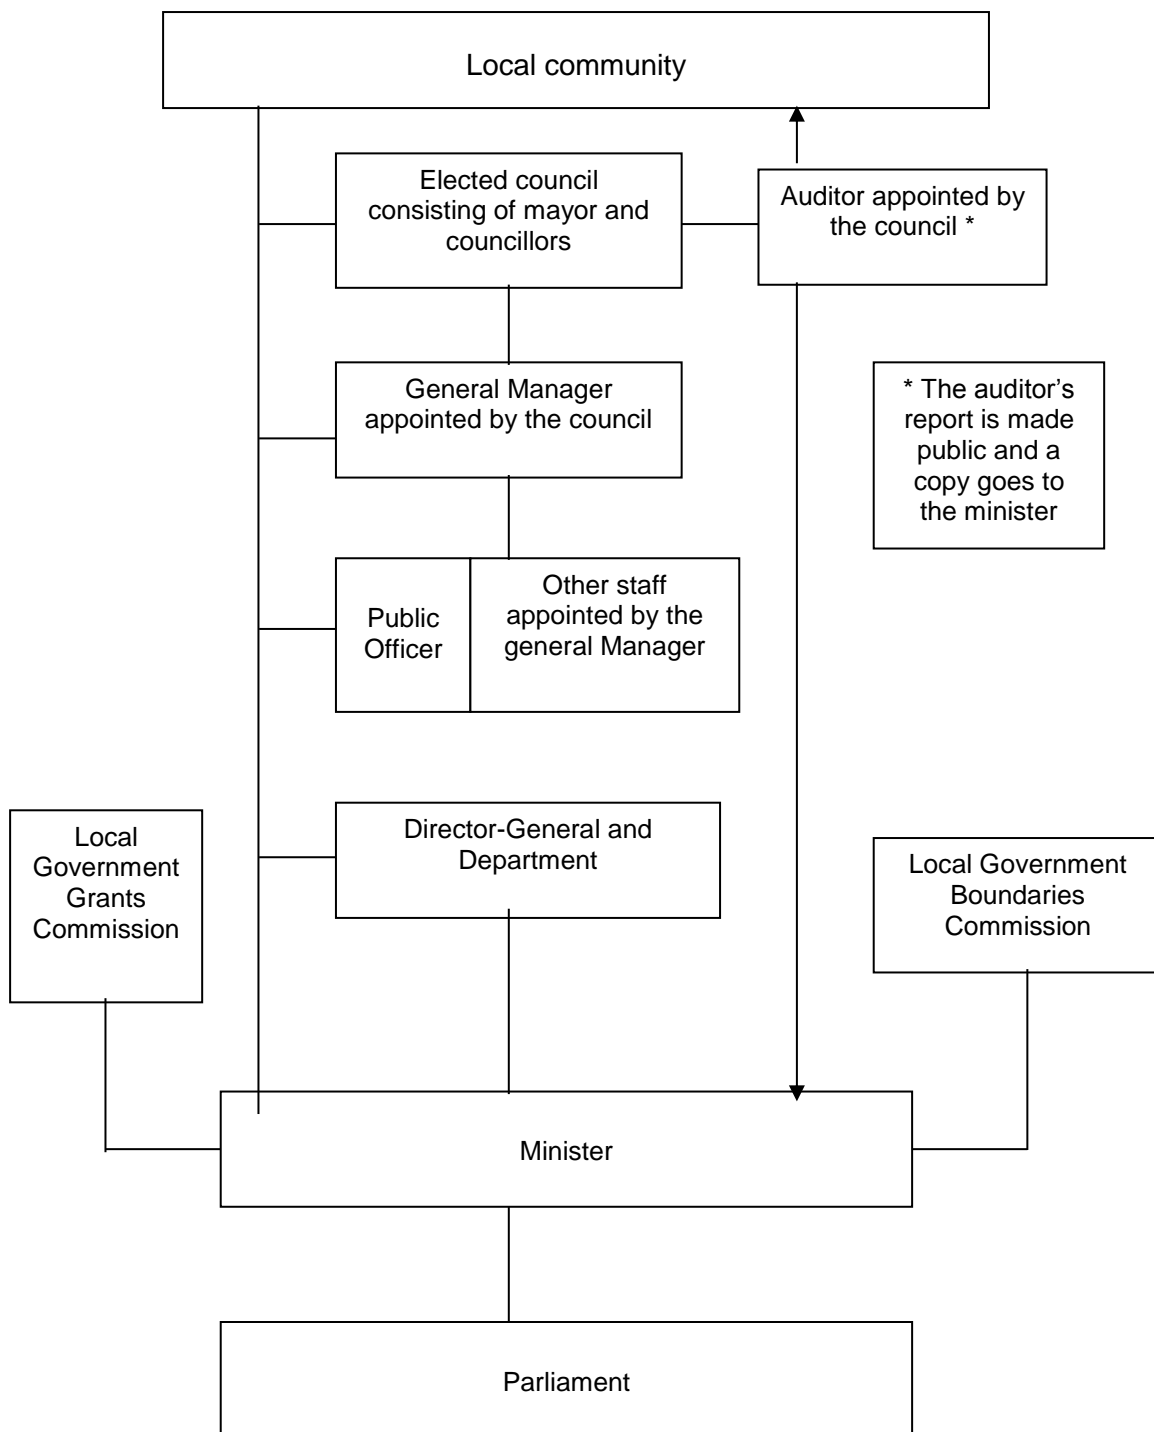 Local community
Elected council
consisting of mayor and
councillors
Auditor appointed by
the council *
General Manager
appointed by the council
* The auditor’s
report is made
public and a
copy goes to
the minister
Public
Officer
Other staff
appointed by the
general Manager
Director-General and
Department
Local
Government
Grants
Commission
Local Government
Boundaries
Commission
Minister
Parliament